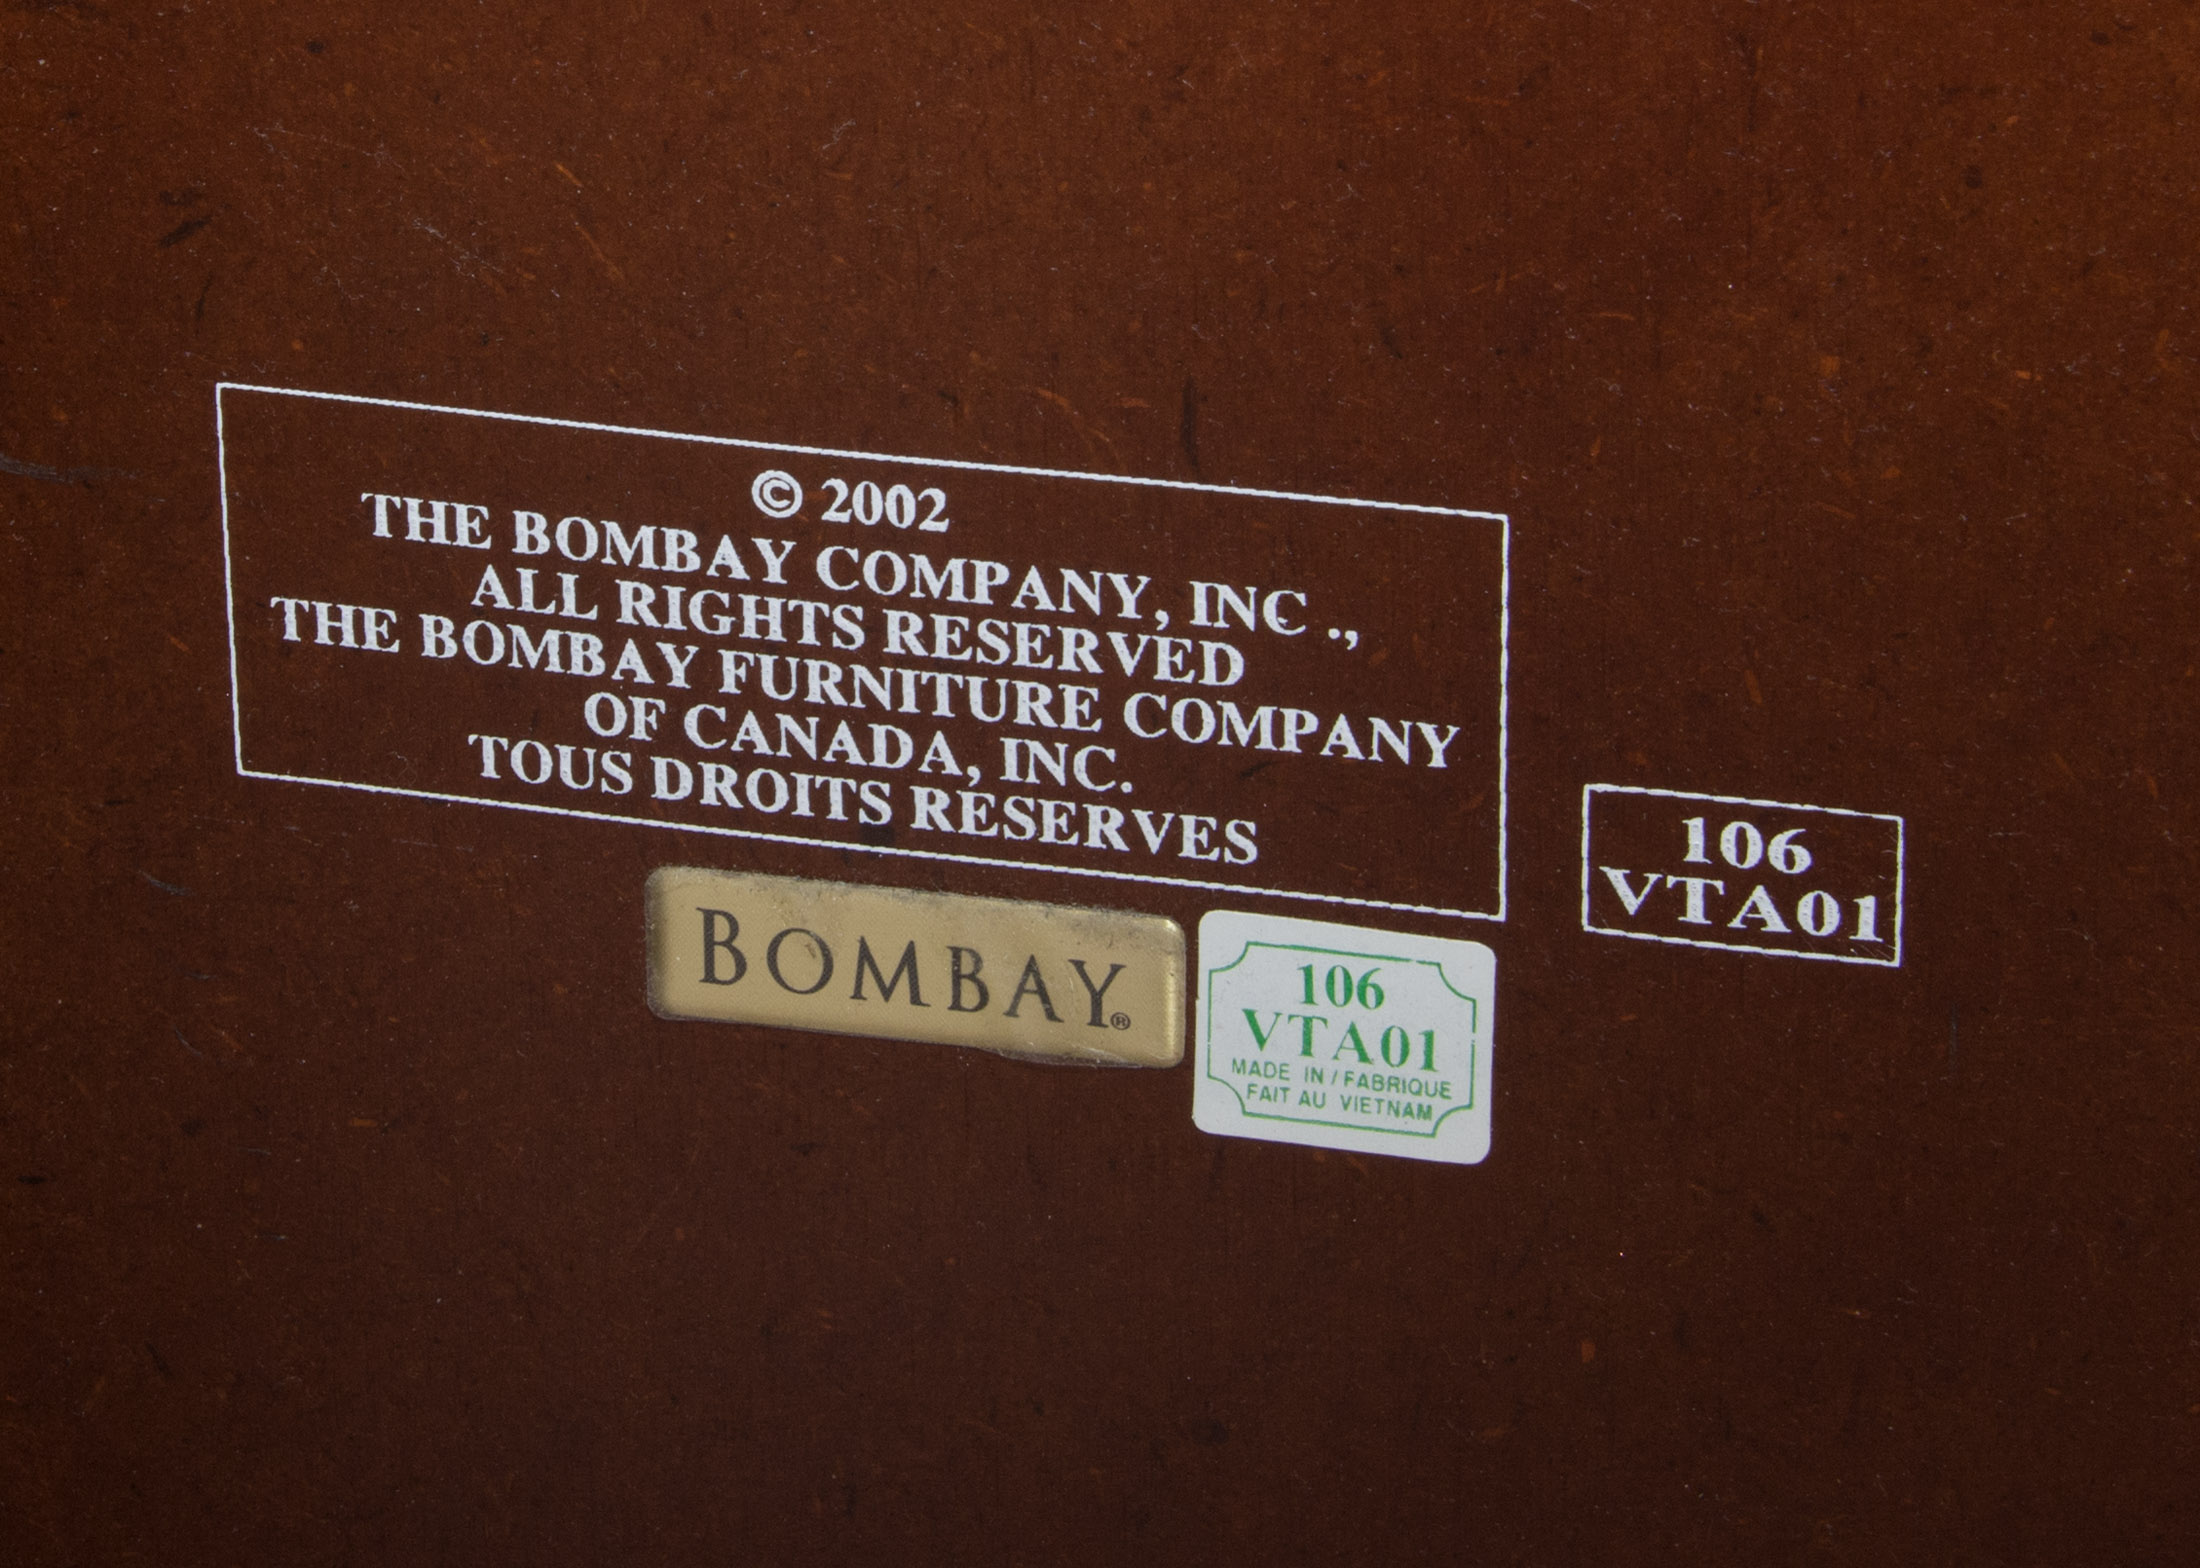 © 2002
THE BOMBAY COMPANY, INC .,
ALL RIGHTS RESERVED
THE BOMBAY FURNITURE COMPANY
OF CANADA, INC.
TOUS DROITS RESERVES
106
VTA01
BOMBAY®
106
VTA01
MADE IN / FABRIQUE
FAIT AU VIETNAM